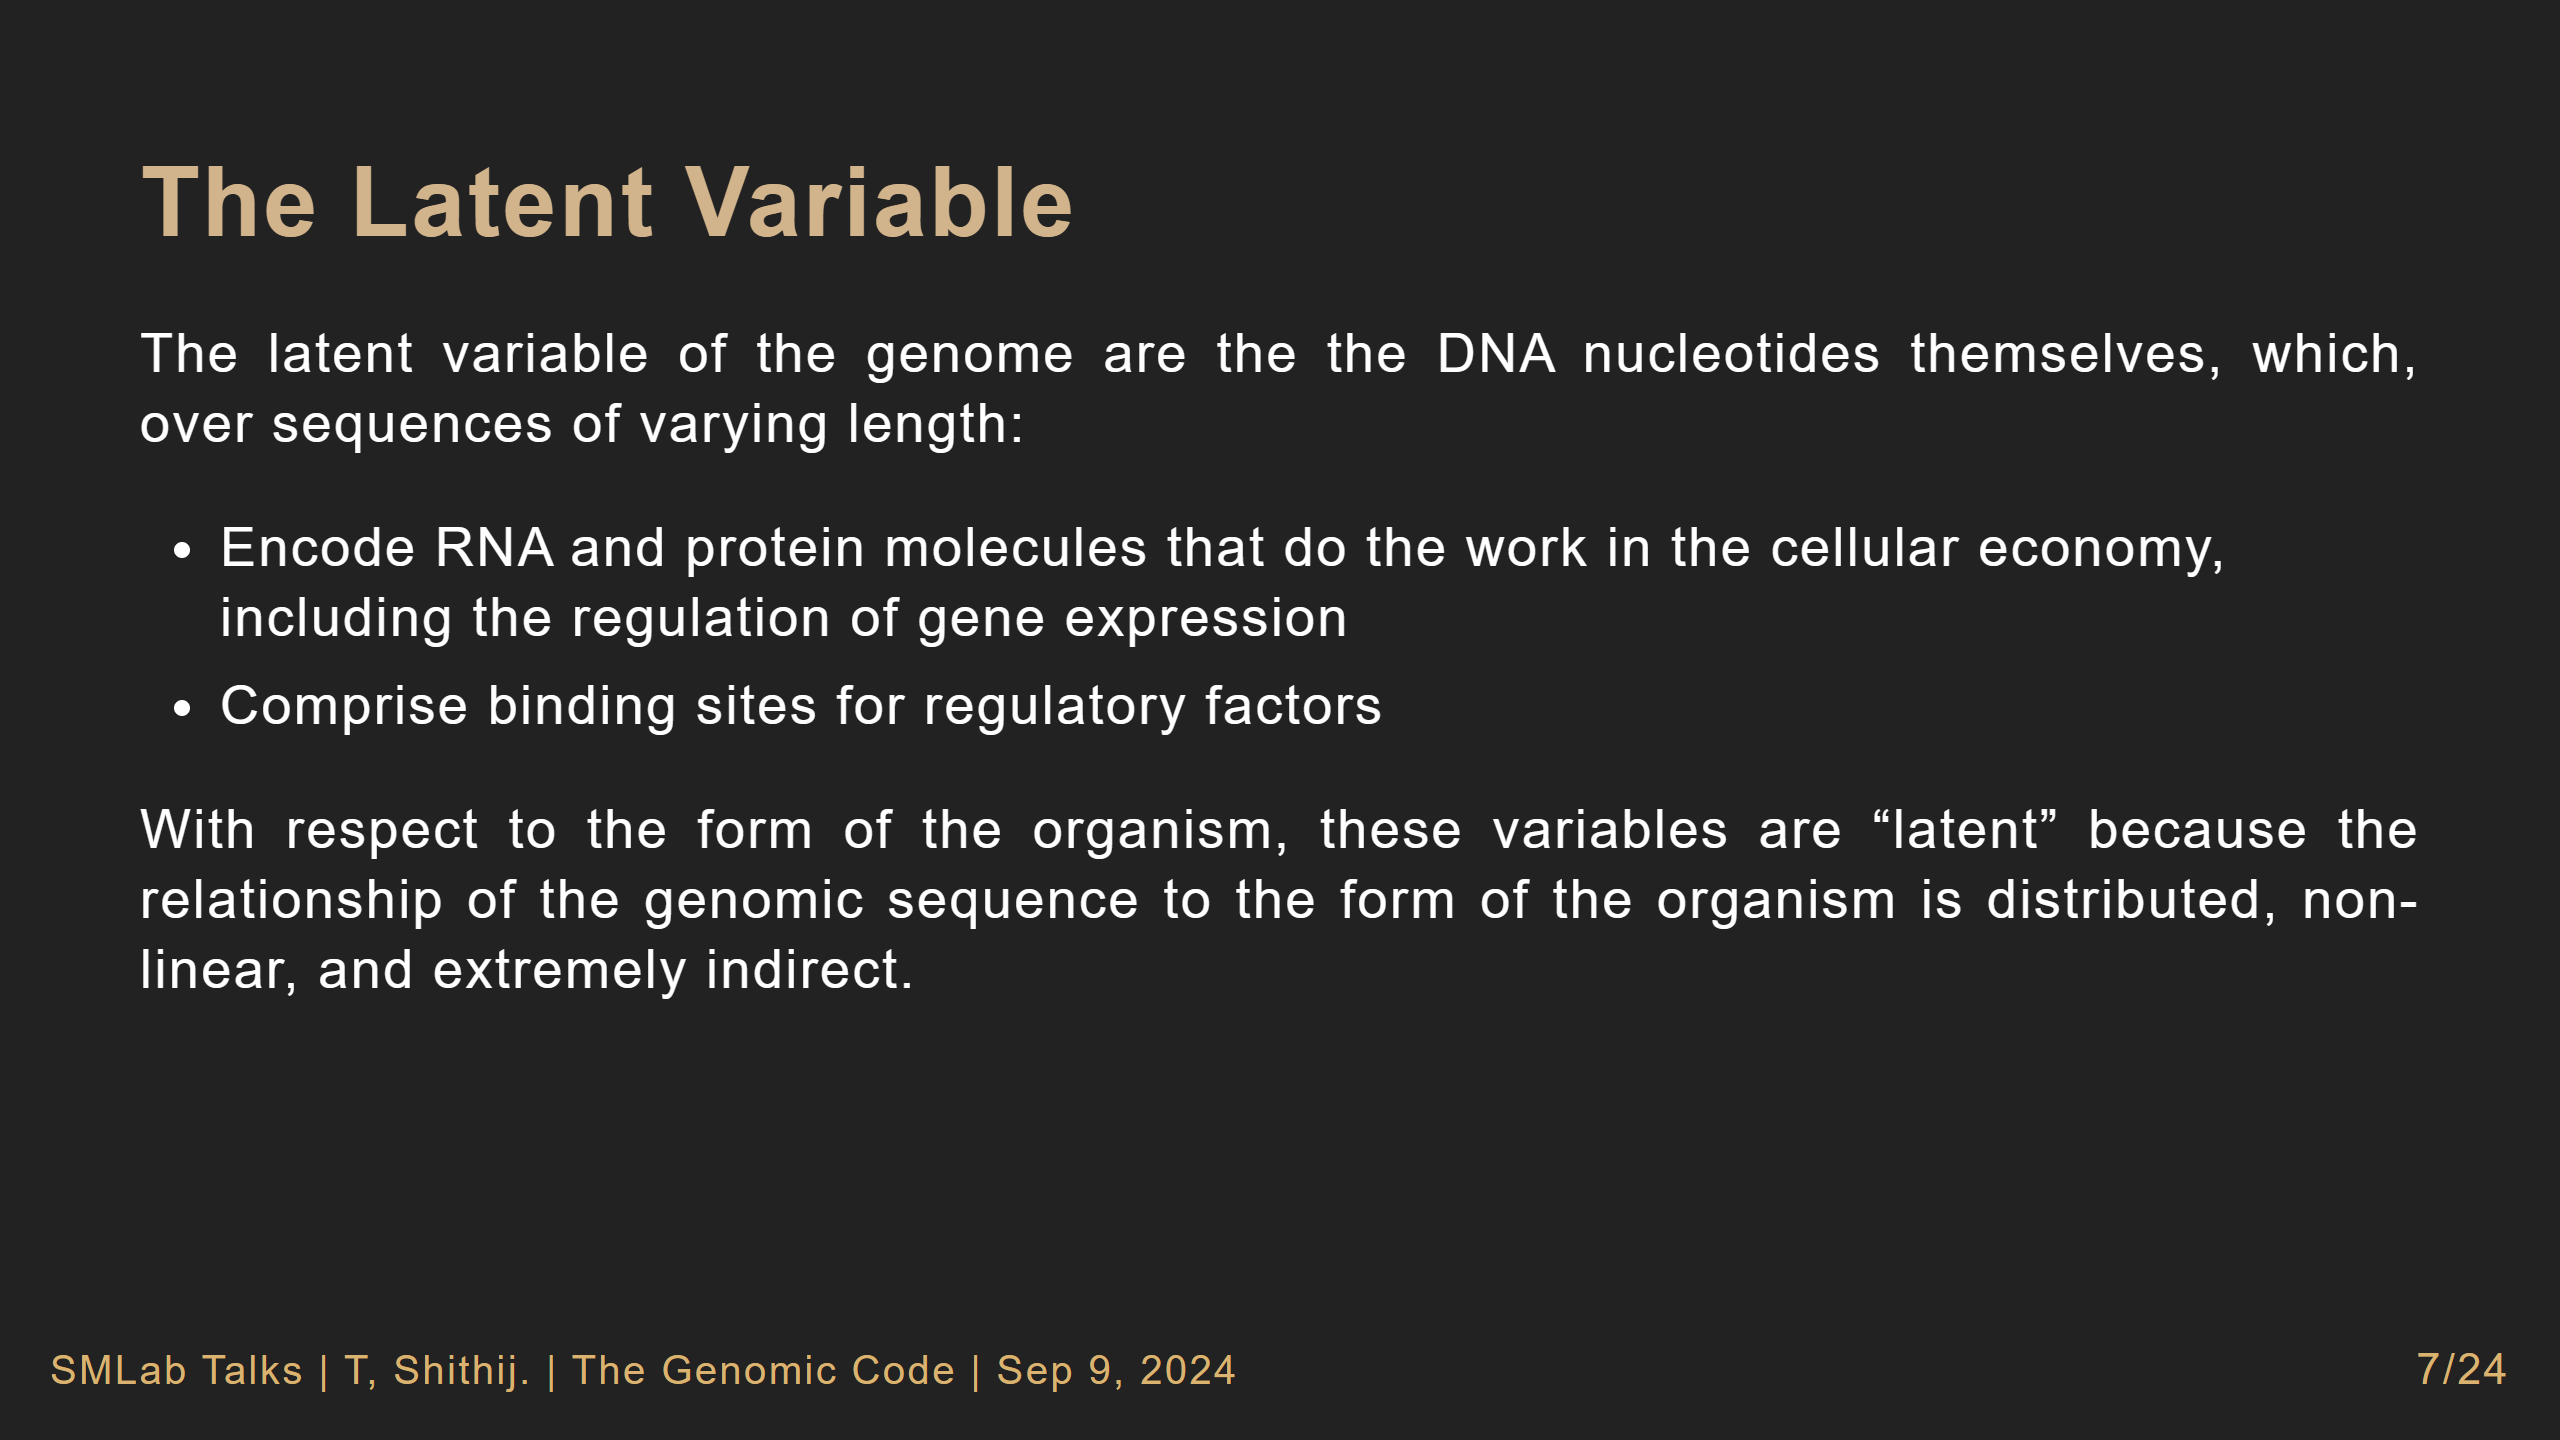 The Latent Variable
The latent variable of the genome are the the DNA nucleotides themselves, which,
over sequences of varying length:
• Encode RNA and protein molecules that do the work in the cellular economy,
including the regulation of gene expression
• Comprise binding sites for regulatory factors
With respect to the form of the organism, these variables are “latent” because the
relationship of the genomic sequence to the form of the organism is distributed, non-
linear, and extremely indirect.
SMLab Talks | T, Shithij. | The Genomic Code | Sep 9, 2024
7/24